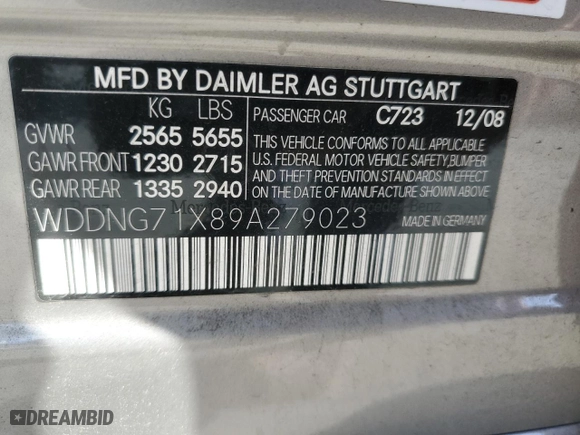 MFD BY DAIMLER AG STUTTGART
KG LBS PASSENGER CAR C723 12/08
GVWR 2565 5655
GAWR FRONT 1230 2715
GAWR REAR 1335 2940
THIS VEHICLE CONFORMS TO ALL APPLICABLE
U.S. FEDERAL MOTOR VEHICLE SAFETY, BUMPER,
AND THEFT PREVENTION STANDARDS IN EFFECT
ON THE DATE OF MANUFACTURE SHOWN ABOVE.
WDDNG71X89A279023 MADE IN GERMANY
DREAMBID